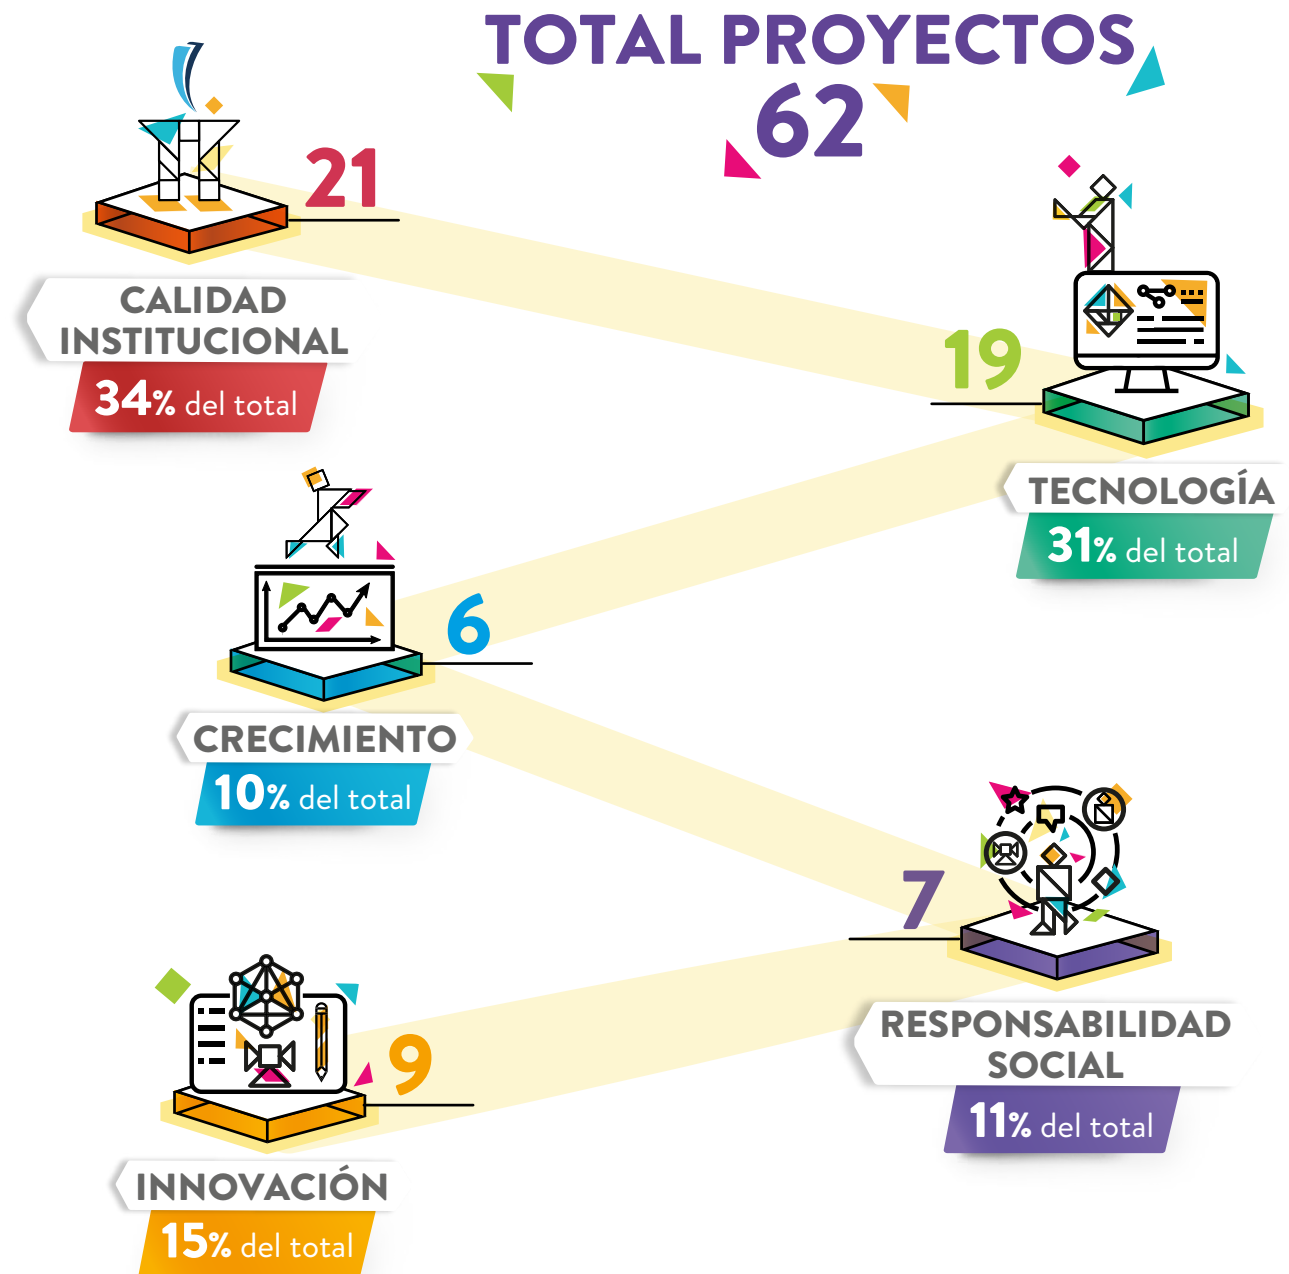 TOTAL PROYECTOS
62
21
CALIDAD
INSTITUCIONAL
34% del total
19
TECNOLOGÍA
31% del total
6
CRECIMIENTO
10% del total
7
RESPONSABILIDAD
SOCIAL
11% del total
9
INNOVACIÓN
15% del total